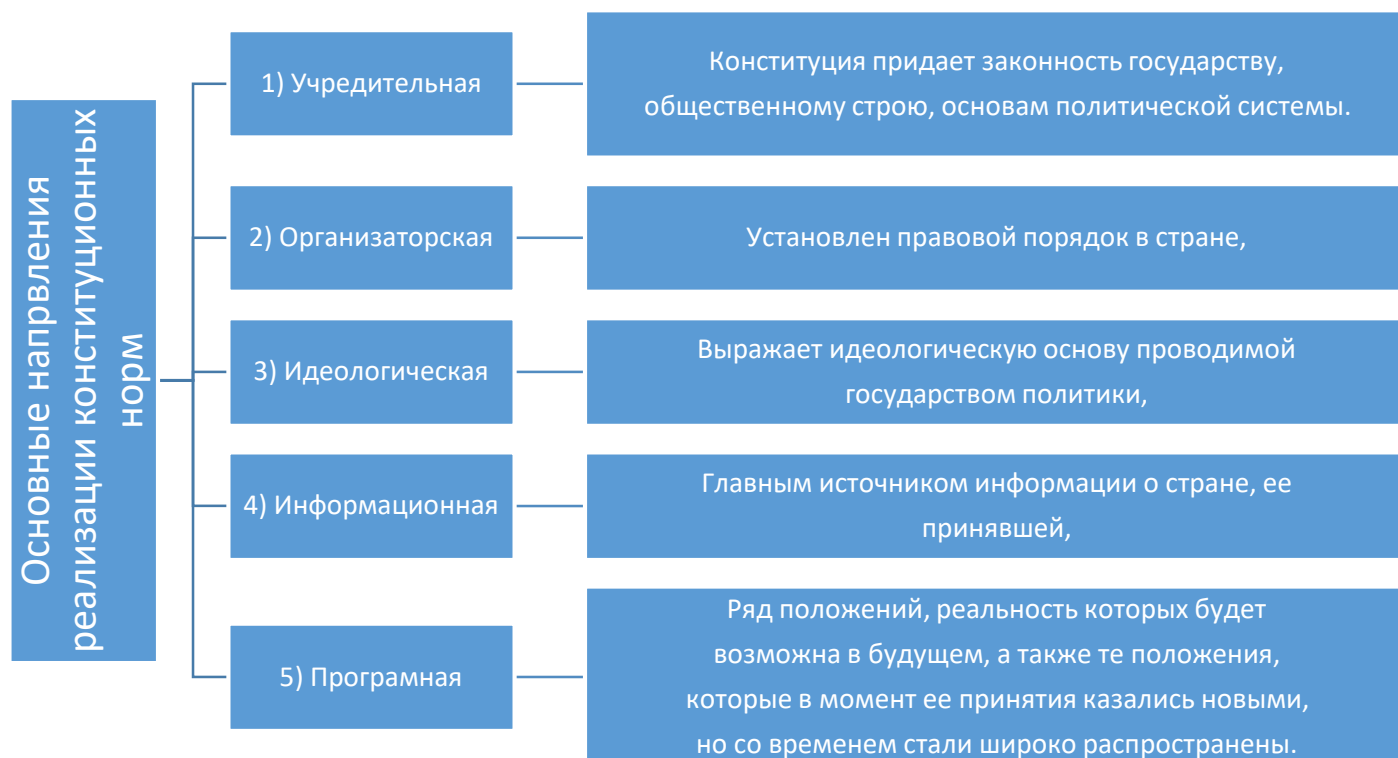 Основные напрвления
реализации конституционных
норм
1) Учредительная
Конституция придает законность государству,
общественному строю, основам политической системы.
2) Организаторская
Установлен правовой порядок в стране,
3) Идеологическая
Выражает идеологическую основу проводимой
государством политики,
4) Информационная
Главным источником информации о стране, ее
принявшей,
5) Програмная
Ряд положений, реальность которых будет
возможна в будущем, а также те положения,
которые в момент ее принятия казались новыми,
но со временем стали широко распространены.